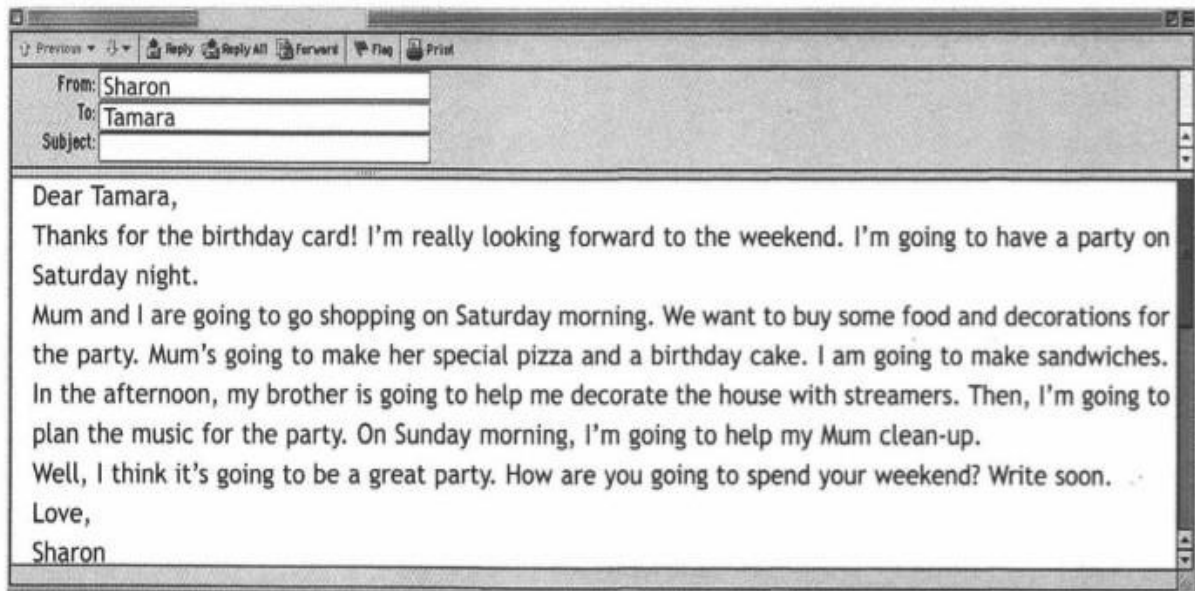 Previous Reply Reply All Forward Flag Print
From: Sharon
To: Tamara
Subject:
Dear Tamara,
Thanks for the birthday card! I'm really looking forward to the weekend. I'm going to have a party on
Saturday night.
Mum and I are going to go shopping on Saturday morning. We want to buy some food and decorations for
the party. Mum's going to make her special pizza and a birthday cake. I am going to make sandwiches.
In the afternoon, my brother is going to help me decorate the house with streamers. Then, I'm going to
plan the music for the party. On Sunday morning, I'm going to help my Mum clean-up.
Well, I think it's going to be a great party. How are you going to spend your weekend? Write soon.
Love,
Sharon